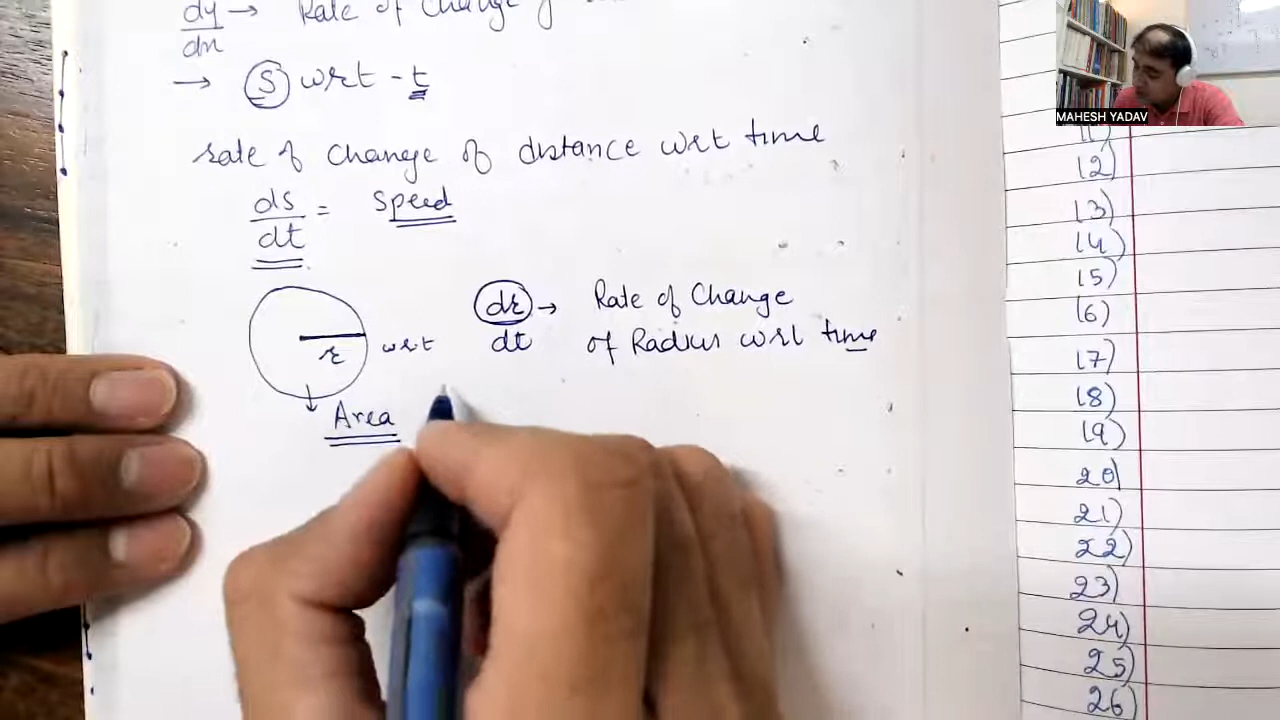 dy → Rate of Change
dx
→ S wrt - t
rate of change of distance wrt time
ds = speed
dt
dr → Rate of Change
r wrt dt of Radius wrt time
Area
MAHESH YADAV
11)
12)
13)
14)
15)
16)
17)
18)
19)
20)
21)
22)
23)
24)
25)
26)